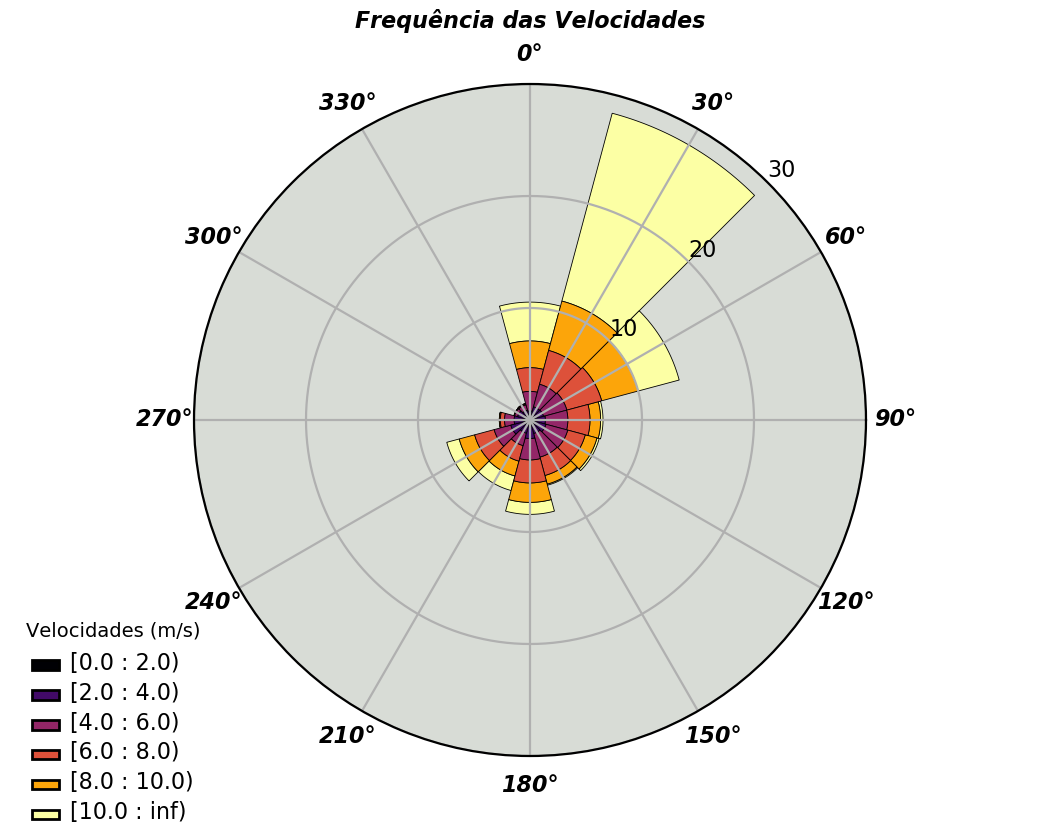 Frequência das Velocidades
0°
330°
30°
30
300°
60°
20
10
270°
90°
240°
120°
Velocidades (m/s)
[0.0 : 2.0)
[2.0 : 4.0)
[4.0 : 6.0)
210°
150°
[6.0 : 8.0)
180°
[8.0 : 10.0)
[10.0 : inf)